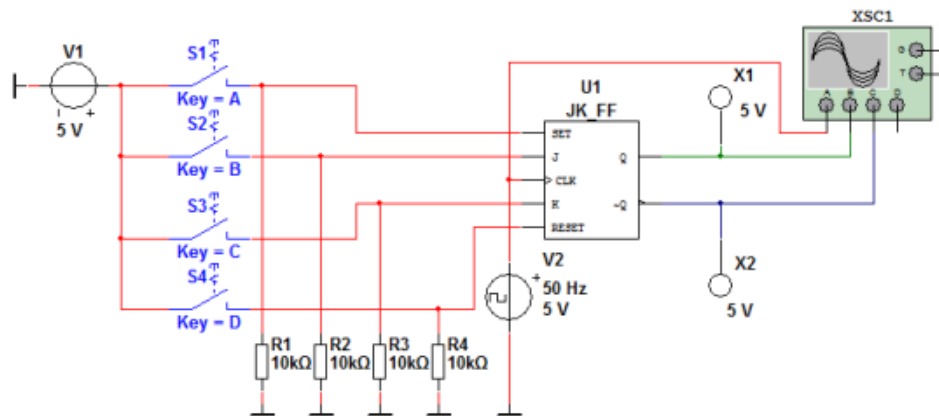 XSC1
V1
5 V
S1
Key = A
S2
Key = B
S3
Key = C
S4
Key = D
U1
JK_FF
SET
J
CLK
K
RESET
Q
~Q
X1
5 V
X2
5 V
V2
50 Hz
5 V
R1
10kΩ
R2
10kΩ
R3
10kΩ
R4
10kΩ
A
B
C
D
G
T